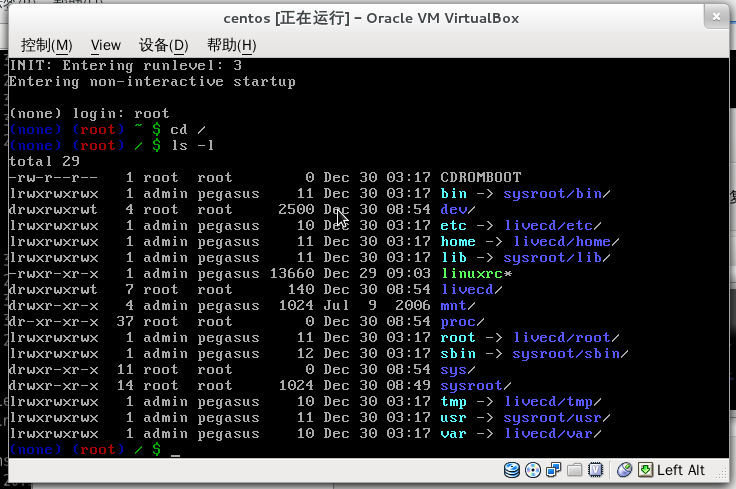 centos [正在运行] - Oracle VM VirtualBox
控制(M) View 设备(D) 帮助(H)
INIT: Entering runlevel: 3
Entering non-interactive startup
(none) login: root
(none) (root) ~ $ cd /
(none) (root) / $ ls -l
total 29
-rw-r--r-- 1 root root 0 Dec 30 03:17 CDROMBOOT
lrwxrwxrwx 1 admin pegasus 11 Dec 30 03:17 bin -> sysroot/bin/
drwxrwxrwt 4 root root 2500 Dec 30 08:54 dev/
lrwxrwxrwx 1 admin pegasus 10 Dec 30 03:17 etc -> livecd/etc/
lrwxrwxrwx 1 admin pegasus 11 Dec 30 03:17 home -> livecd/home/
lrwxrwxrwx 1 admin pegasus 11 Dec 30 03:17 lib -> sysroot/lib/
-rwxr-xr-x 1 admin pegasus 13660 Dec 29 09:03 linuxrc*
drwxrwxrwt 7 root root 140 Dec 30 08:54 livecd/
drwxr-xr-x 4 admin pegasus 1024 Jul 9 2006 mnt/
dr-xr-xr-x 37 root root 0 Dec 30 08:54 proc/
lrwxrwxrwx 1 admin pegasus 11 Dec 30 03:17 root -> livecd/root/
lrwxrwxrwx 1 admin pegasus 12 Dec 30 03:17 sbin -> sysroot/sbin/
drwxr-xr-x 11 root root 0 Dec 30 08:54 sys/
drwxr-xr-x 14 root root 1024 Dec 30 08:49 sysroot/
lrwxrwxrwx 1 admin pegasus 10 Dec 30 03:17 tmp -> livecd/tmp/
lrwxrwxrwx 1 admin pegasus 11 Dec 30 03:17 usr -> sysroot/usr/
lrwxrwxrwx 1 admin pegasus 10 Dec 30 03:17 var -> livecd/var/
(none) (root) / $ _
Left Alt